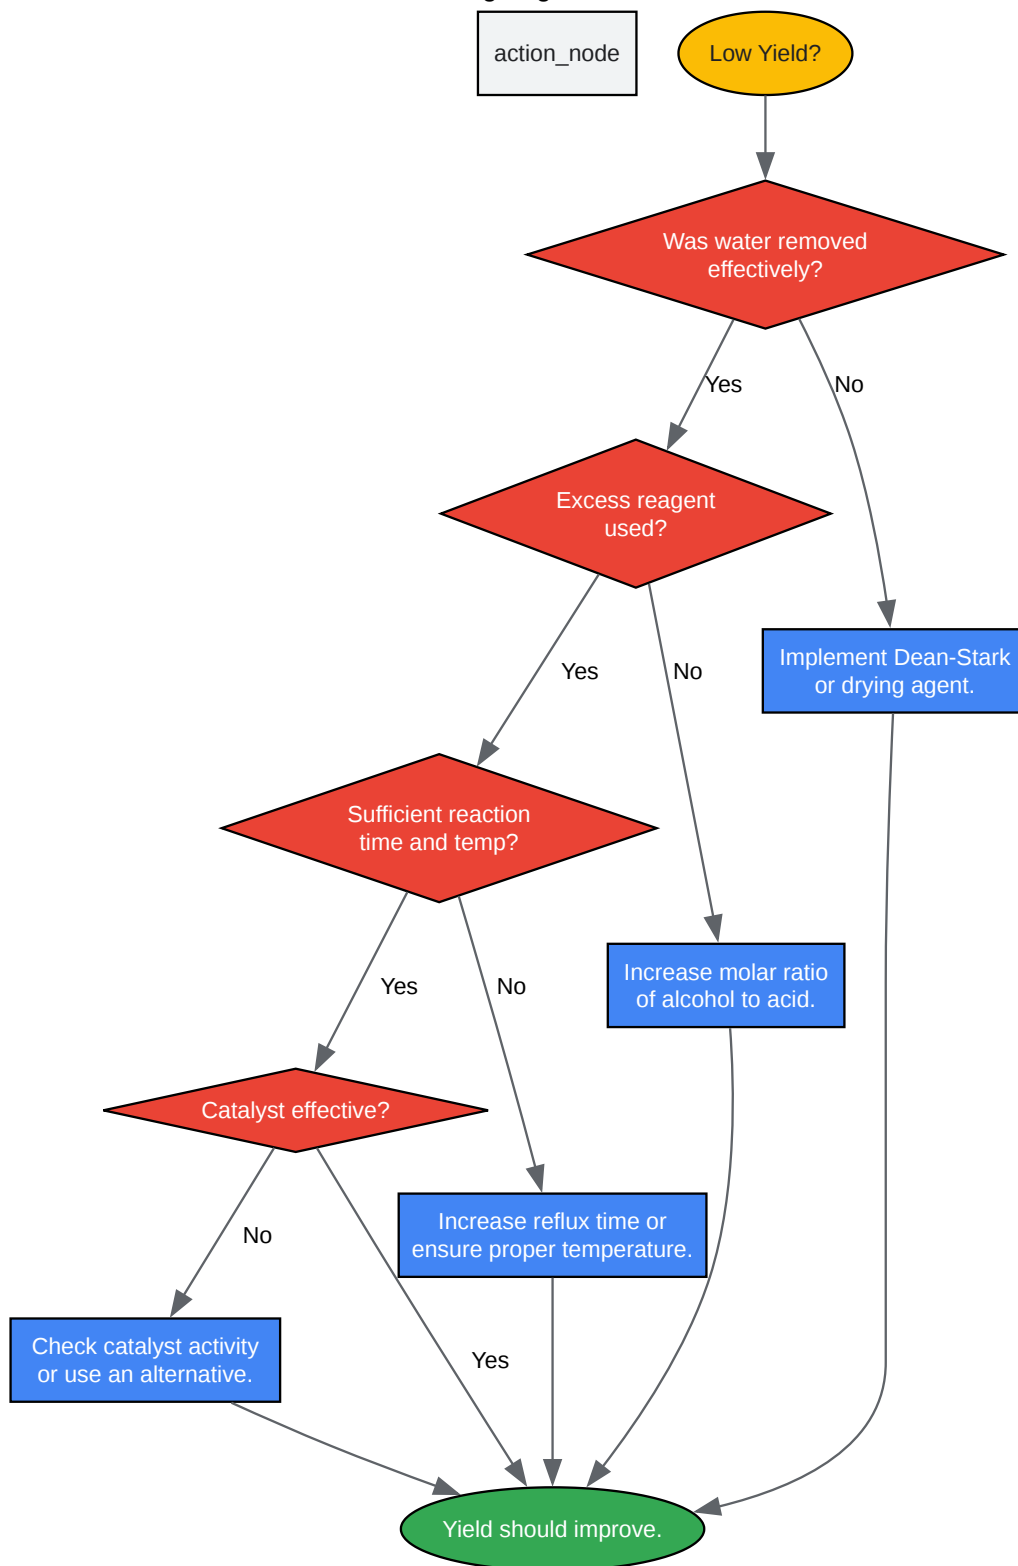 action_node
Low Yield?
Was water removed
effectively?
Yes
No
Excess reagent
used?
Yes
No
Implement Dean-Stark
or drying agent.
Sufficient reaction
time and temp?
Yes
No
Increase molar ratio
of alcohol to acid.
Catalyst effective?
No
Yes
Increase reflux time or
ensure proper temperature.
Check catalyst activity
or use an alternative.
Yield should improve.